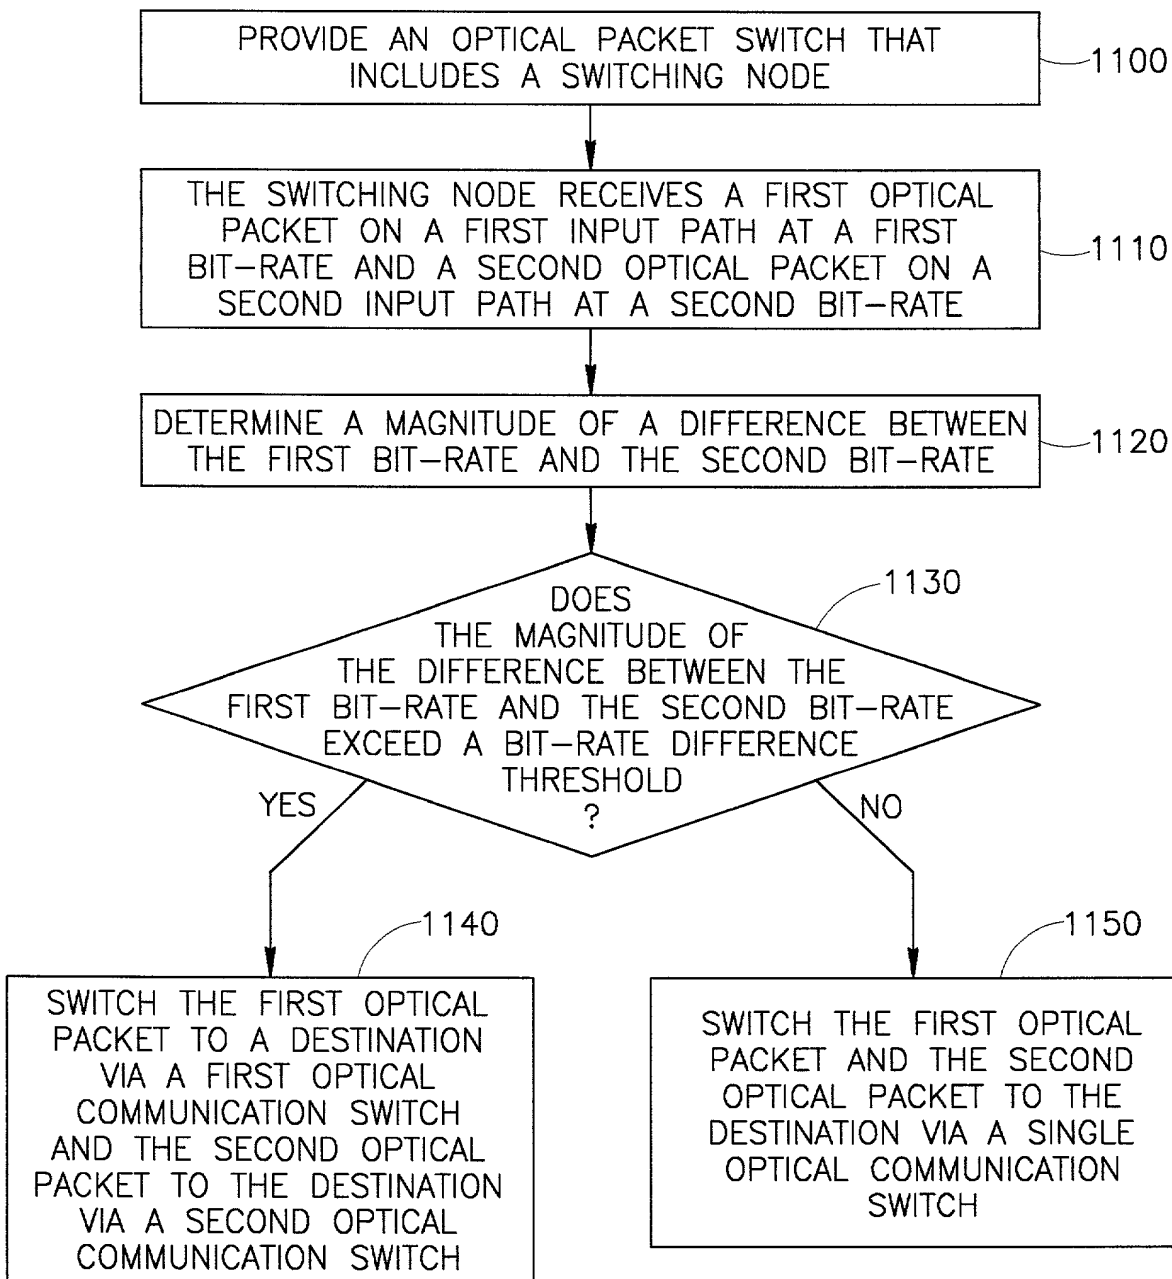 PROVIDE AN OPTICAL PACKET SWITCH THAT
INCLUDES A SWITCHING NODE
1100
THE SWITCHING NODE RECEIVES A FIRST OPTICAL
PACKET ON A FIRST INPUT PATH AT A FIRST
BIT-RATE AND A SECOND OPTICAL PACKET ON A
SECOND INPUT PATH AT A SECOND BIT-RATE
1110
DETERMINE A MAGNITUDE OF A DIFFERENCE BETWEEN
THE FIRST BIT-RATE AND THE SECOND BIT-RATE
1120
1130
DOES
THE MAGNITUDE OF
THE DIFFERENCE BETWEEN THE
FIRST BIT-RATE AND THE SECOND BIT-RATE
EXCEED A BIT-RATE DIFFERENCE
THRESHOLD
?
YES
NO
1140
SWITCH THE FIRST OPTICAL
PACKET TO A DESTINATION
VIA A FIRST OPTICAL
COMMUNICATION SWITCH
AND THE SECOND OPTICAL
PACKET TO THE DESTINATION
VIA A SECOND OPTICAL
COMMUNICATION SWITCH
1150
SWITCH THE FIRST OPTICAL
PACKET AND THE SECOND
OPTICAL PACKET TO THE
DESTINATION VIA A SINGLE
OPTICAL COMMUNICATION
SWITCH